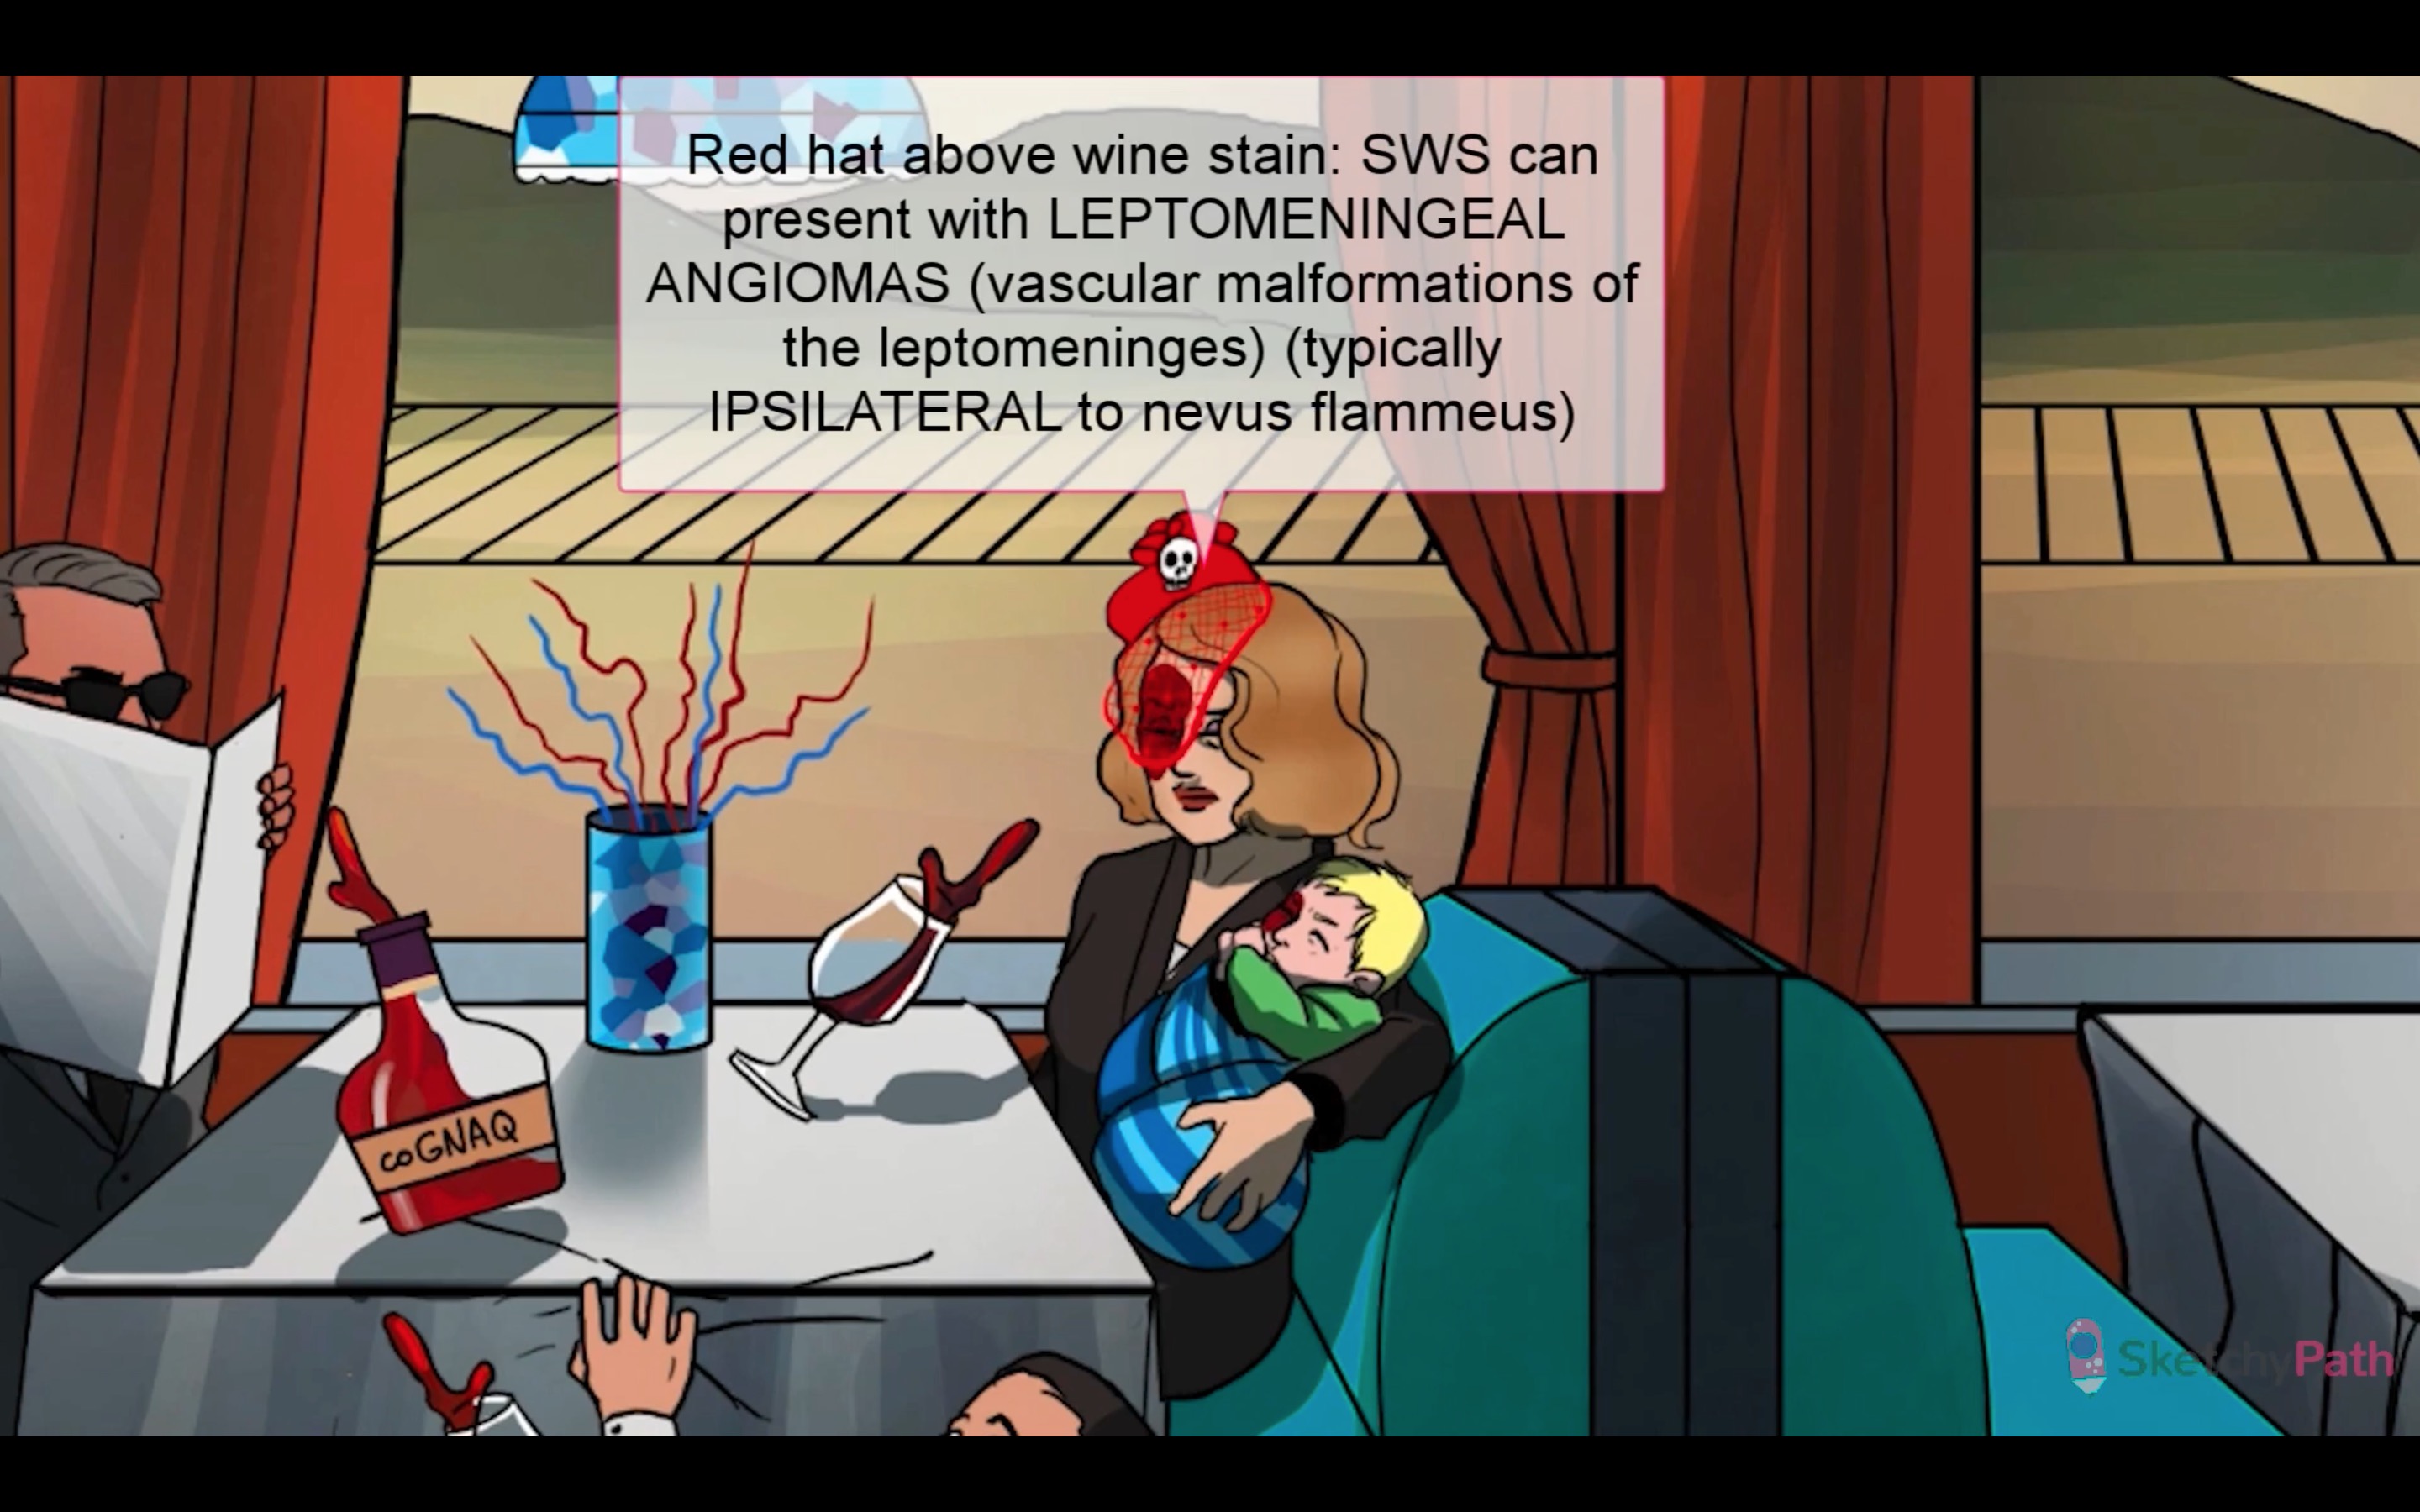 Red hat above wine stain: SWS can
present with LEPTOMENINGEAL
ANGIOMAS (vascular malformations of
the leptomeninges) (typically
IPSILATERAL to nevus flammeus)
coGNAQ
SketchyPath